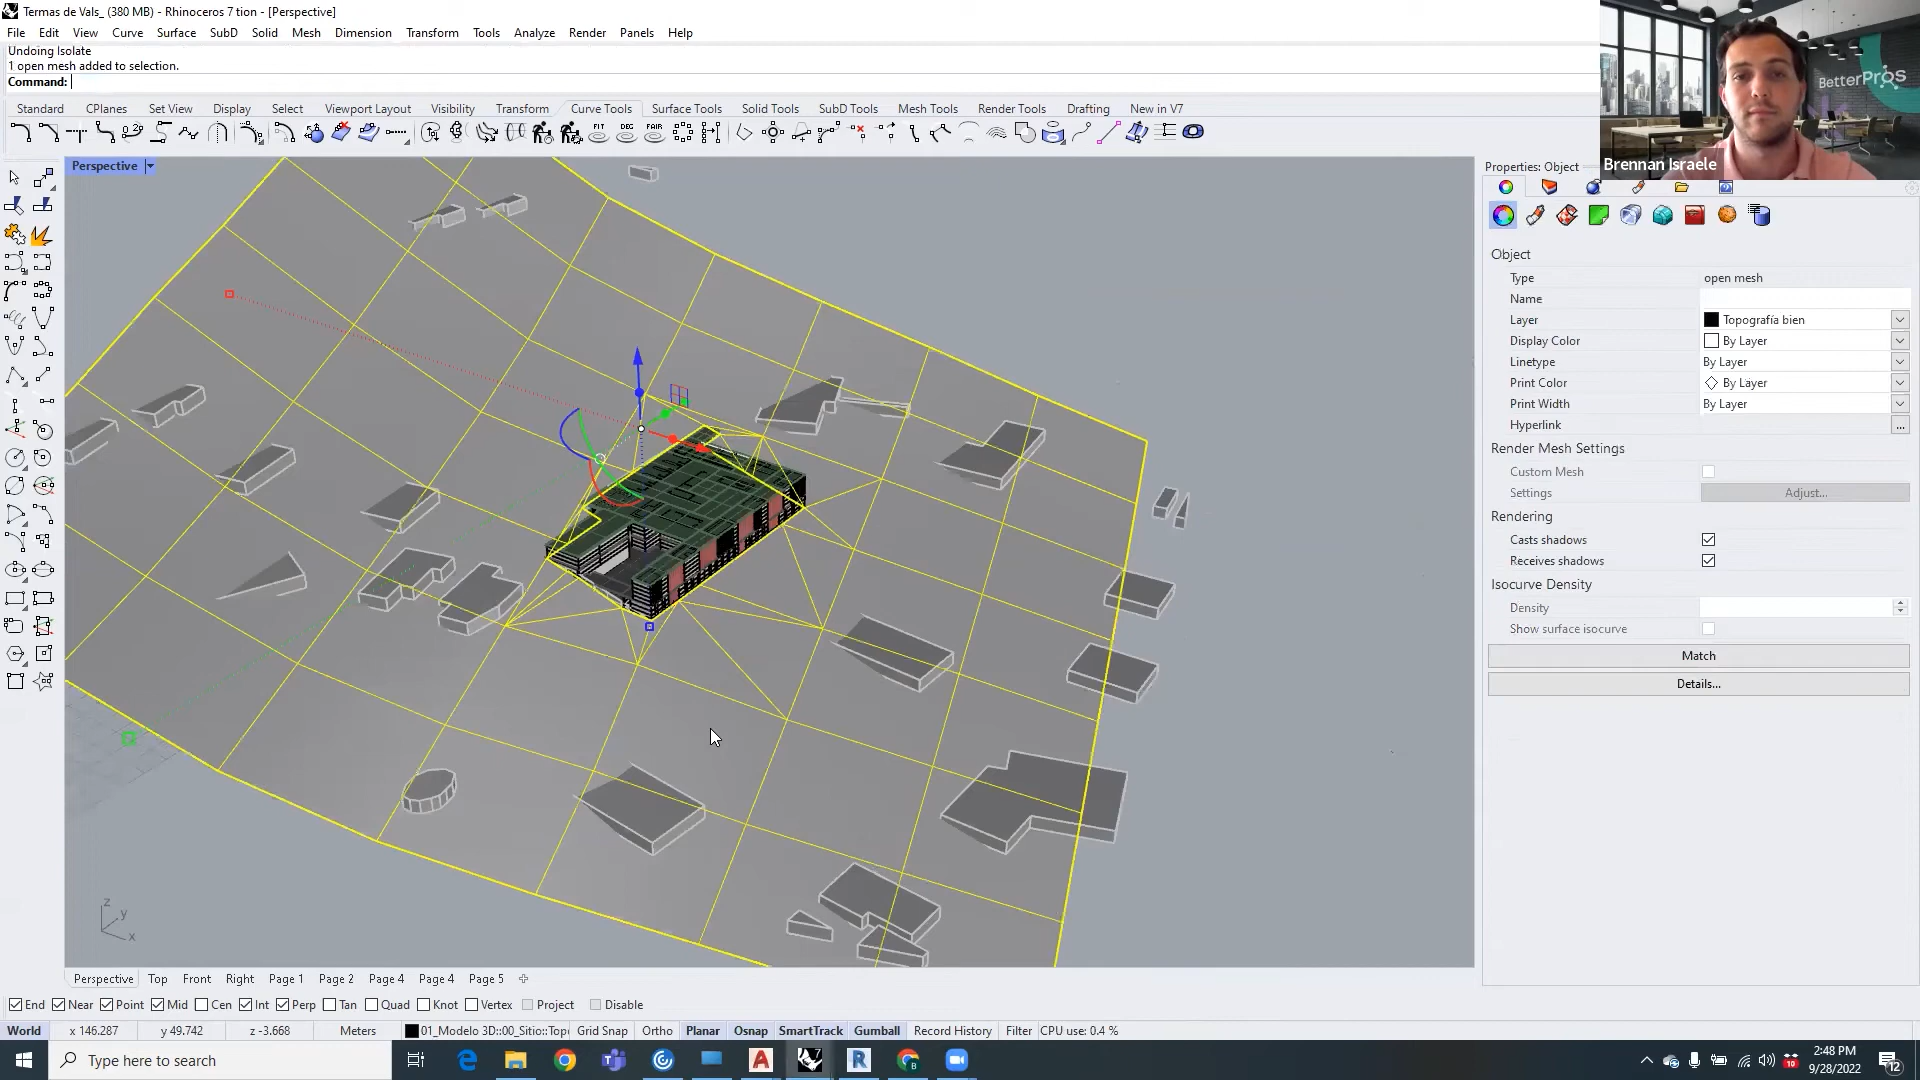 Termas de Vals_ (380 MB) - Rhinoceros 7 tion - [Perspective]
File Edit View Curve Surface SubD Solid Mesh Dimension Transform Tools Analyze Render Panels Help
Undoing Isolate
1 open mesh added to selection.
Command:
Standard CPlanes Set View Display Select Viewport Layout Visibility Transform Curve Tools Surface Tools Solid Tools SubD Tools Mesh Tools Render Tools Drafting New in V7
FIT DEG FAIR
BetterPros
Brennan Israele
Perspective
Properties: Object
Object
Type open mesh
Name
Layer Topografía bien
Display Color By Layer
Linetype By Layer
Print Color By Layer
Print Width By Layer
Hyperlink ...
Render Mesh Settings
Custom Mesh
Settings Adjust...
Rendering
Casts shadows
Receives shadows
Isocurve Density
Density
Show surface isocurve
Match
Details...
z
y
x
Perspective Top Front Right Page 1 Page 2 Page 4 Page 4 Page 5
End Near Point Mid Cen Int Perp Tan Quad Knot Vertex Project Disable
World x 146.287 y 49.742 z -3.668 Meters 01_Modelo 3D::00_Sitio::Topo Grid Snap Ortho Planar Osnap SmartTrack Gumball Record History Filter CPU use: 0.4 %
Type here to search
2:48 PM
9/28/2022
10
12